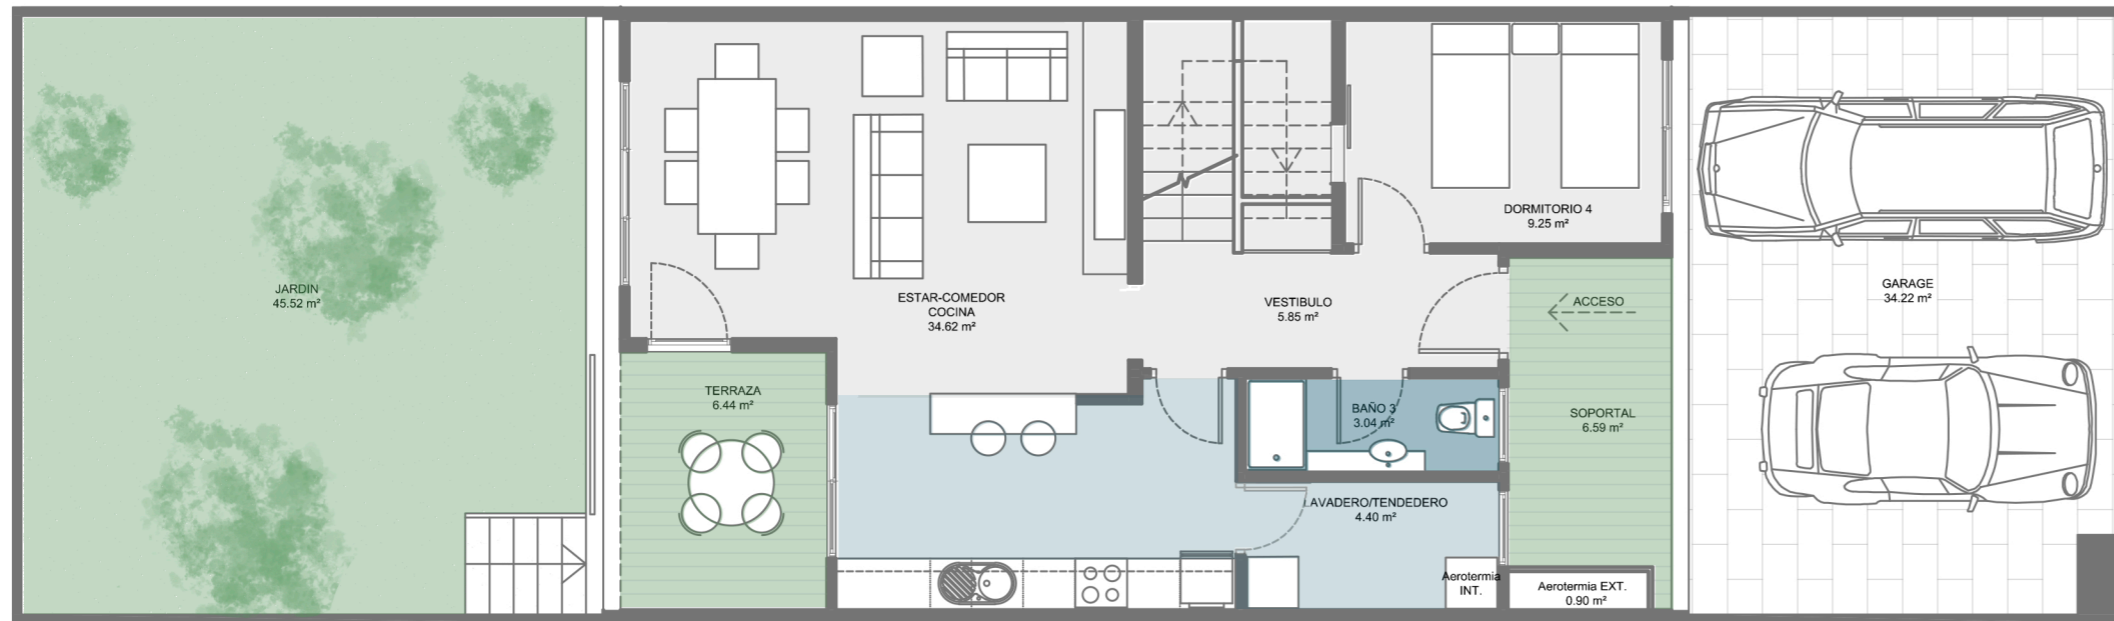 JARDIN
45.52 m²
ESTAR-COMEDOR
COCINA
34.62 m²
TERRAZA
6.44 m²
VESTIBULO
5.85 m²
DORMITORIO 4
9.25 m²
ACCESO
BAÑO 3
3.04 m²
SOPORTAL
6.59 m²
LAVADERO/TENDEDERO
4.40 m²
Aerotermia
INT.
Aerotermia EXT.
0.90 m²
GARAGE
34.22 m²